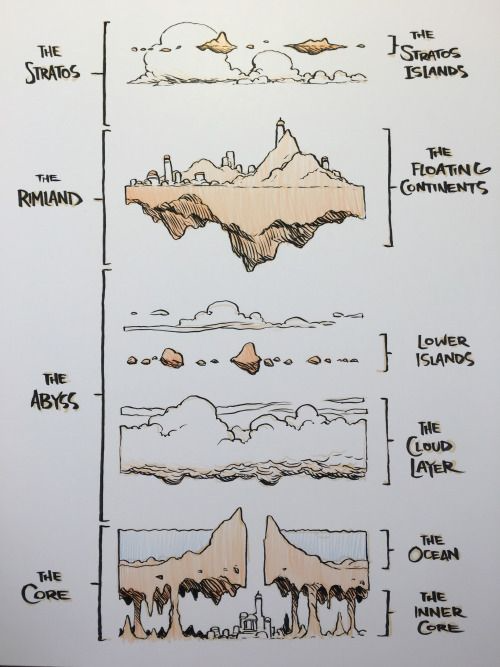 THE
STRATOS
THE
STRATOS
ISLANDS
THE
RIMLAND
THE
FLOATING
CONTINENTS
THE
ABYSS
LOWER
ISLANDS
THE
CLOUD
LAYER
THE
CORE
THE
OCEAN
THE
INNER
CORE